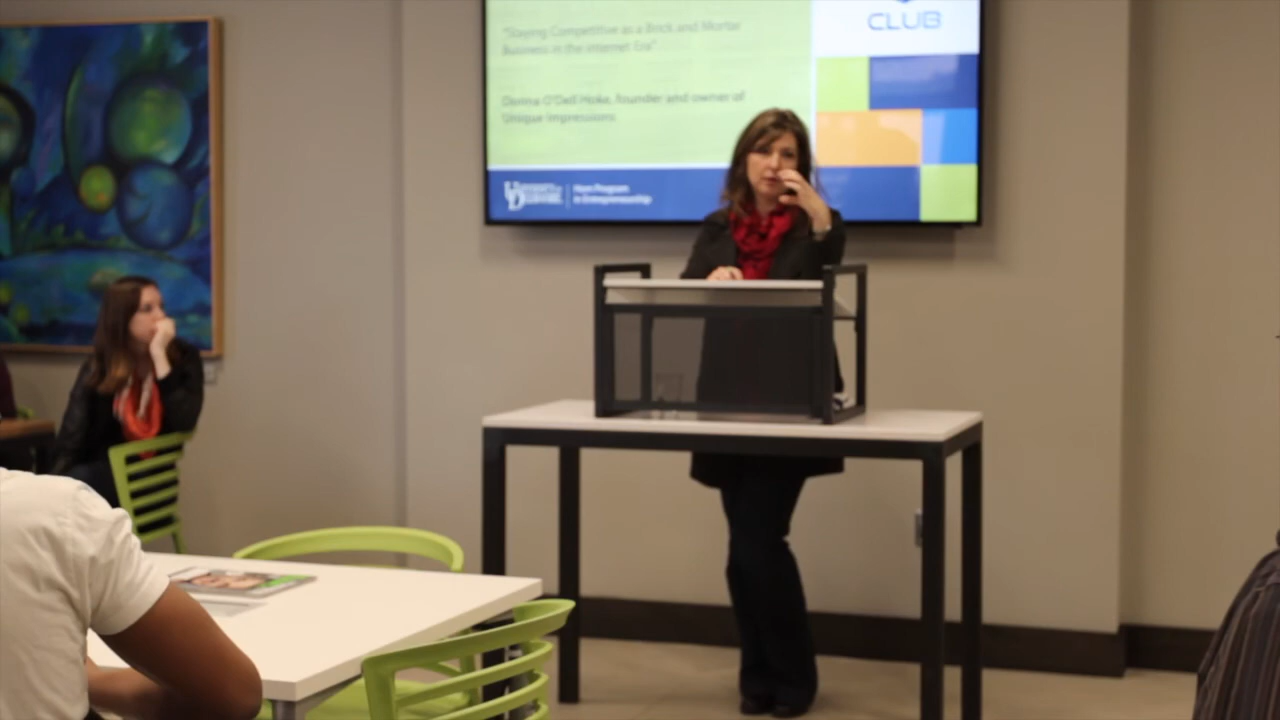 CLUB
"Staying Competitive as a Brick and Mortar
Business in the Internet Era"
Donna O'Dell Hoke, founder and owner of
Unique Impressions
UNIVERSITY OF
DELAWARE
Horn Program
in Entrepreneurship